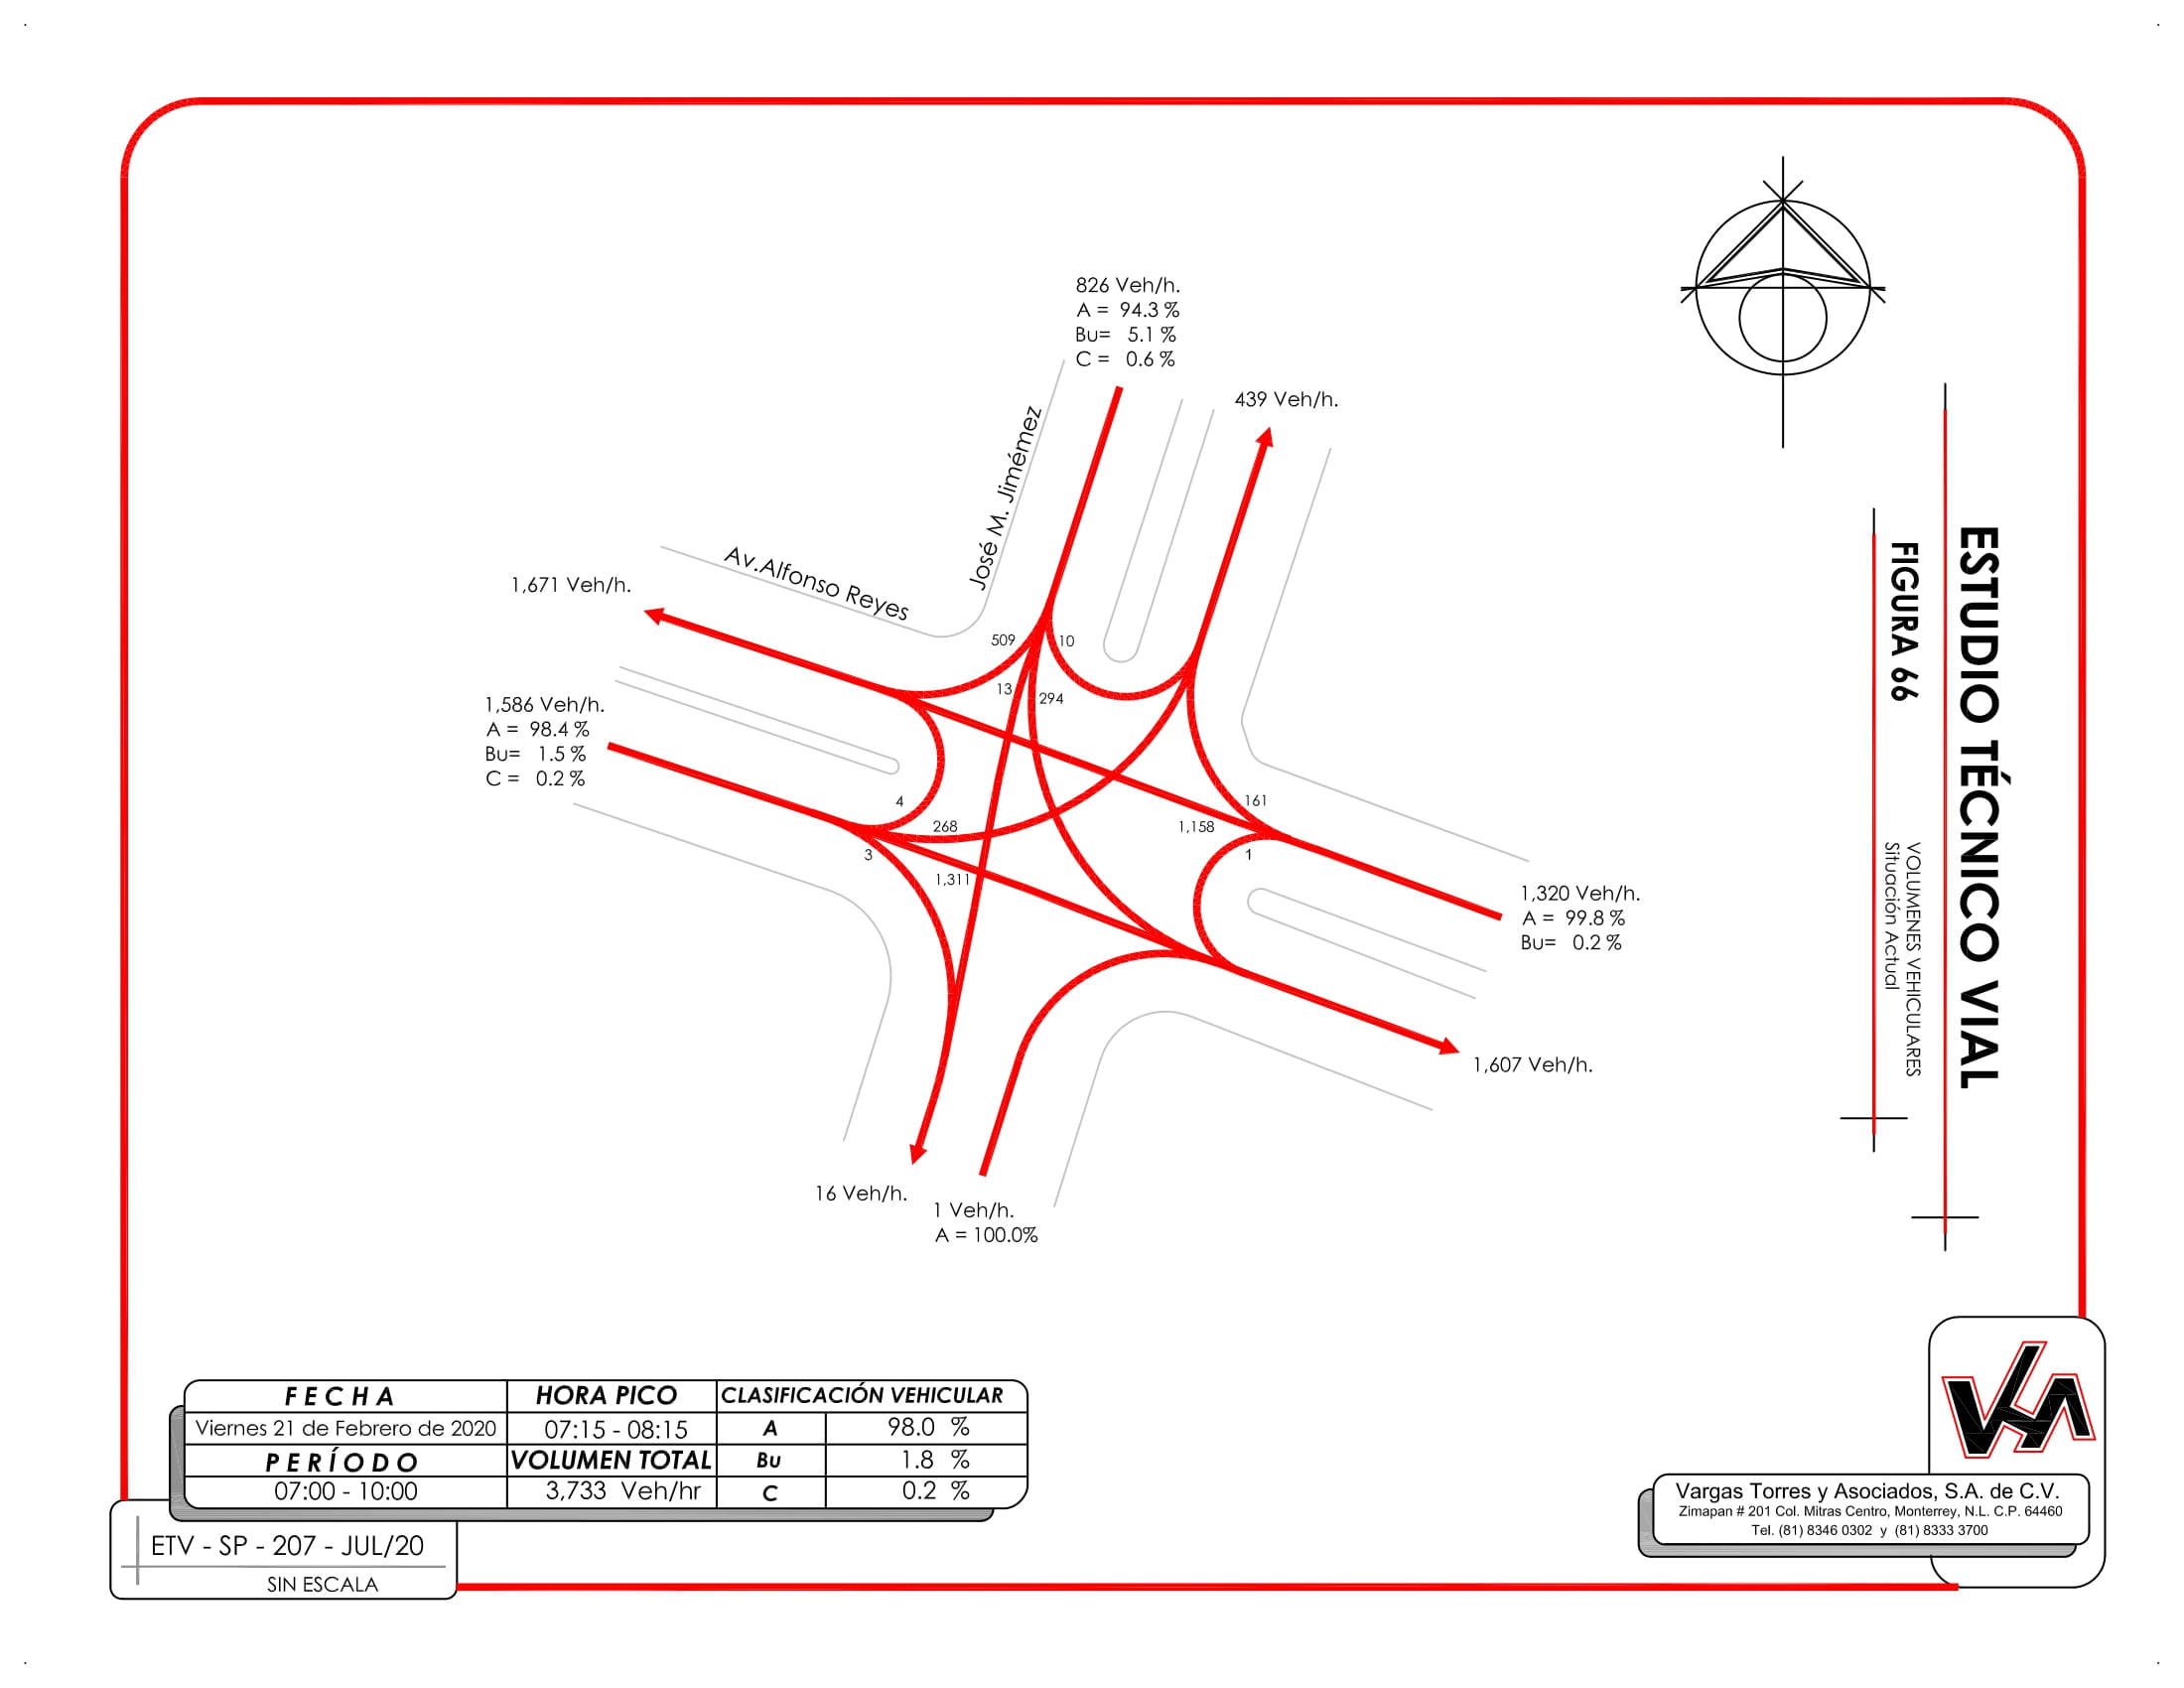 826 Veh/h.
A = 94.3 %
Bu= 5.1 %
C = 0.6 %
439 Veh/h.
José M. Jimémez
Av.Alfonso Reyes
1,671 Veh/h.
509
10
13
294
1,586 Veh/h.
A = 98.4 %
Bu= 1.5 %
C = 0.2 %
4
268
3
1,311
161
1,158
1
1,320 Veh/h.
A = 99.8 %
Bu= 0.2 %
1,607 Veh/h.
16 Veh/h.
1 Veh/h.
A = 100.0%
ESTUDIO TÉCNICO VIAL
FIGURA 66
VOLUMENES VEHICULARES
Situación Actual
FECHA HORA PICO CLASIFICACIÓN VEHICULAR
Viernes 21 de Febrero de 2020 07:15 - 08:15 A 98.0 %
PERÍODO VOLUMEN TOTAL Bu 1.8 %
07:00 - 10:00 3,733 Veh/hr C 0.2 %
ETV - SP - 207 - JUL/20
SIN ESCALA
Vargas Torres y Asociados, S.A. de C.V.
Zimapan # 201 Col. Mitras Centro, Monterrey, N.L. C.P. 64460
Tel. (81) 8346 0302 y (81) 8333 3700